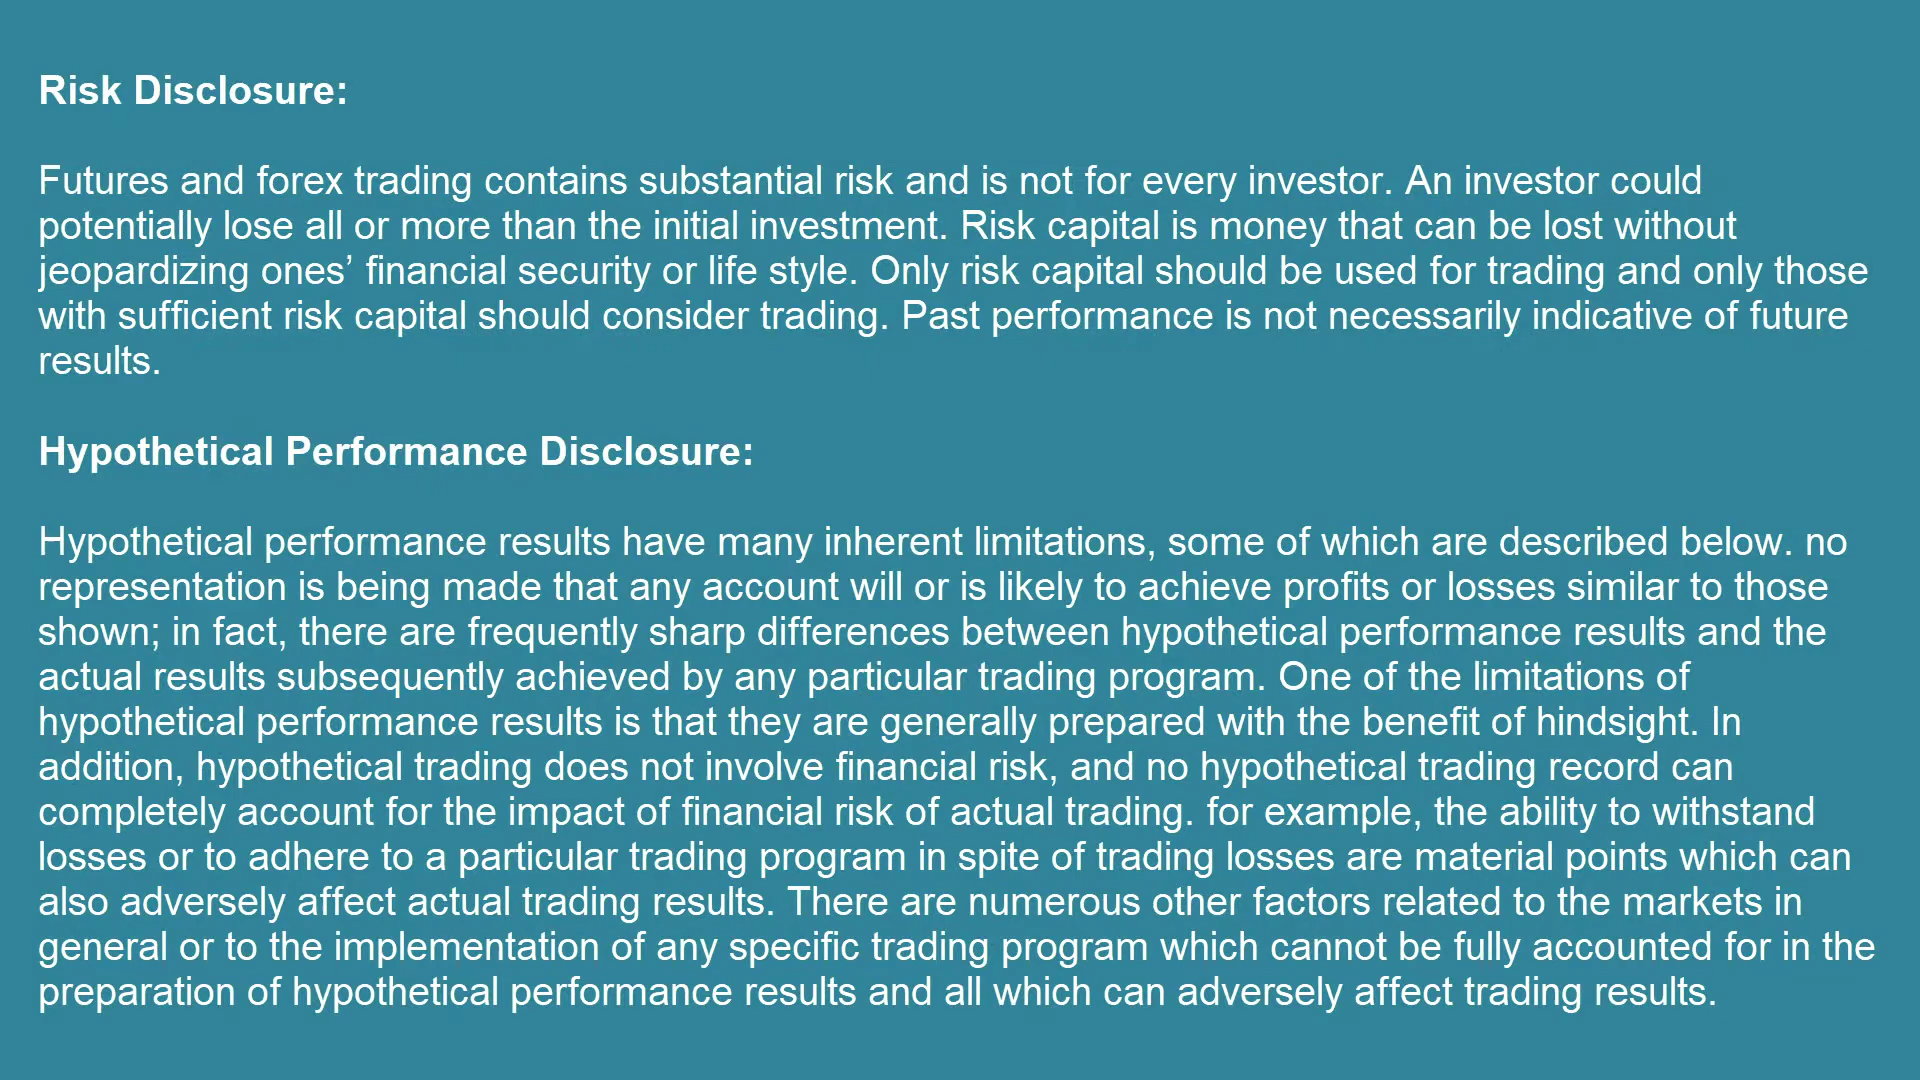 Risk Disclosure:
Futures and forex trading contains substantial risk and is not for every investor. An investor could
potentially lose all or more than the initial investment. Risk capital is money that can be lost without
jeopardizing ones’ financial security or life style. Only risk capital should be used for trading and only those
with sufficient risk capital should consider trading. Past performance is not necessarily indicative of future
results.
Hypothetical Performance Disclosure:
Hypothetical performance results have many inherent limitations, some of which are described below. no
representation is being made that any account will or is likely to achieve profits or losses similar to those
shown; in fact, there are frequently sharp differences between hypothetical performance results and the
actual results subsequently achieved by any particular trading program. One of the limitations of
hypothetical performance results is that they are generally prepared with the benefit of hindsight. In
addition, hypothetical trading does not involve financial risk, and no hypothetical trading record can
completely account for the impact of financial risk of actual trading. for example, the ability to withstand
losses or to adhere to a particular trading program in spite of trading losses are material points which can
also adversely affect actual trading results. There are numerous other factors related to the markets in
general or to the implementation of any specific trading program which cannot be fully accounted for in the
preparation of hypothetical performance results and all which can adversely affect trading results.